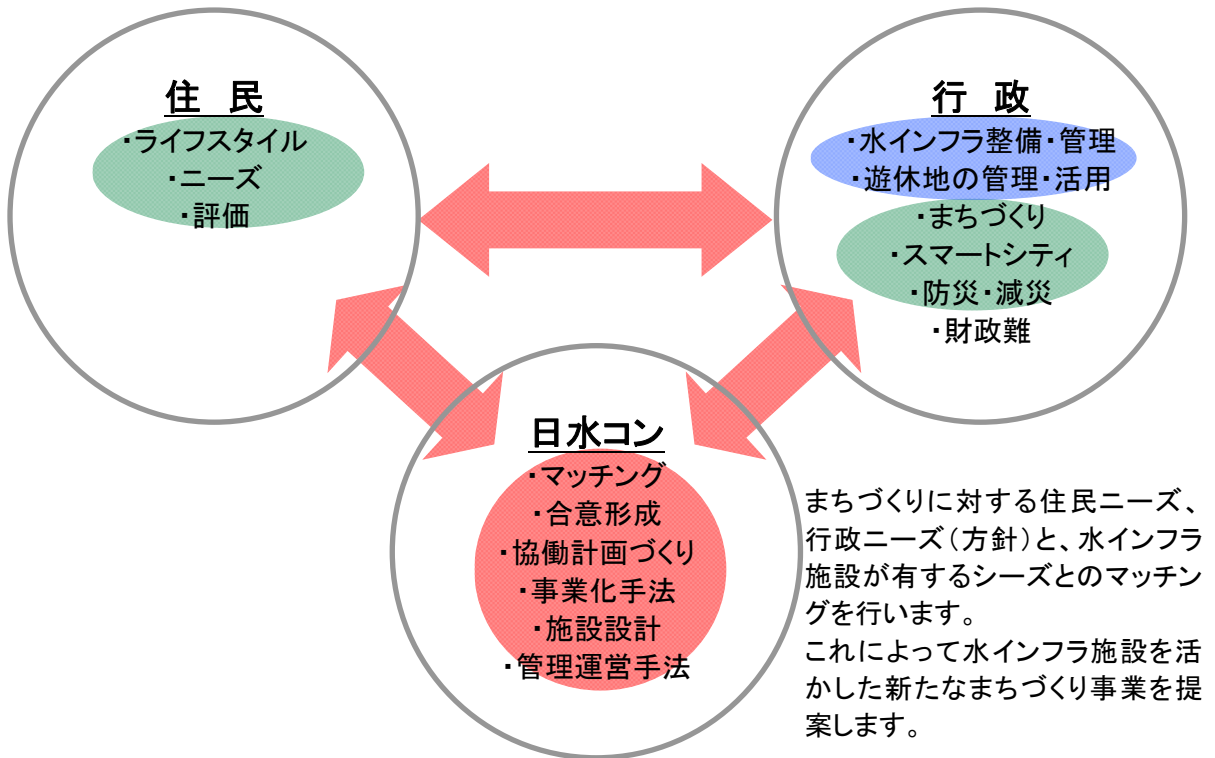 住　民
・ライフスタイル
・ニーズ
・評価
行　政
・水インフラ整備・管理
・遊休地の管理・活用
・まちづくり
・スマートシティ
・防災・減災
・財政難
日水コン
・マッチング
・合意形成
・協働計画づくり
・事業化手法
・施設設計
・管理運営手法
まちづくりに対する住民ニーズ、
行政ニーズ（方針）と、水インフラ
施設が有するシーズとのマッチン
グを行います。
これによって水インフラ施設を活
かした新たなまちづくり事業を提
案します。